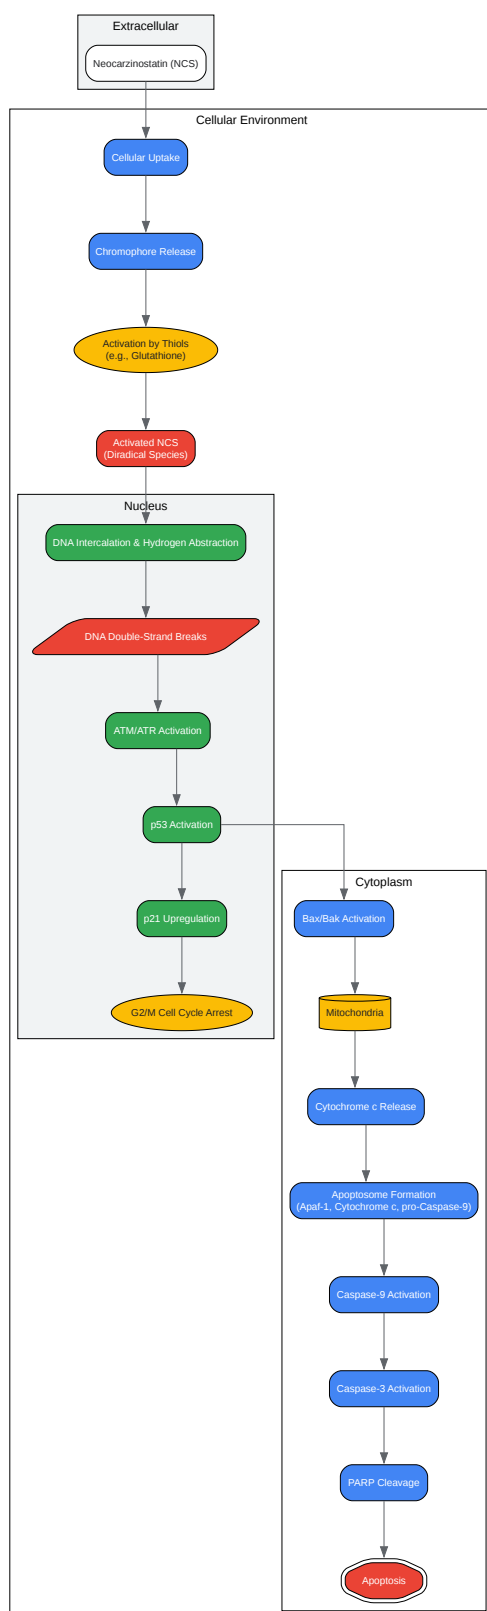 Extracellular
Neocarzinostatin (NCS)
Cellular Environment
Cellular Uptake
Chromophore Release
Activation by Thiols
(e.g., Glutathione)
Activated NCS
(Diradical Species)
Nucleus
DNA Intercalation & Hydrogen Abstraction
DNA Double-Strand Breaks
ATM/ATR Activation
p53 Activation
p21 Upregulation
G2/M Cell Cycle Arrest
Cytoplasm
Bax/Bak Activation
Mitochondria
Cytochrome c Release
Apoptosome Formation
(Apaf-1, Cytochrome c, pro-Caspase-9)
Caspase-9 Activation
Caspase-3 Activation
PARP Cleavage
Apoptosis